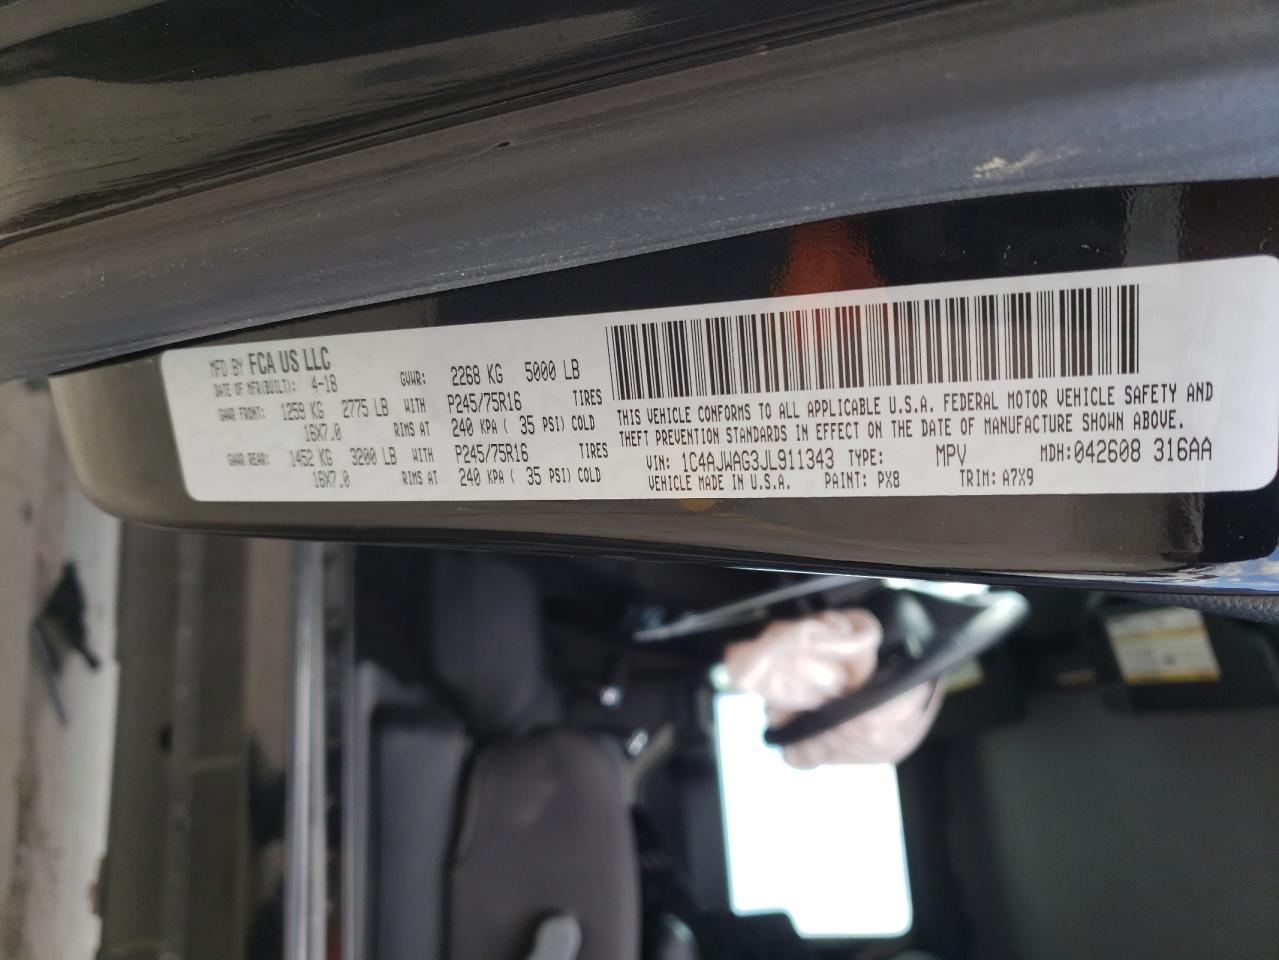 MFD BY FCA US LLC
DATE OF MFR(BUILT): 4-18 GVWR: 2268 KG 5000 LB
GAWR FRONT: 1259 KG 2775 LB WITH P245/75R16 TIRES
16X7.0 RIMS AT 240 KPA ( 35 PSI) COLD
GAWR REAR: 1452 KG 3200 LB WITH P245/75R16 TIRES
16X7.0 RIMS AT 240 KPA ( 35 PSI) COLD
THIS VEHICLE CONFORMS TO ALL APPLICABLE U.S.A. FEDERAL MOTOR VEHICLE SAFETY AND
THEFT PREVENTION STANDARDS IN EFFECT ON THE DATE OF MANUFACTURE SHOWN ABOVE.
VIN: 1C4AJWAG3JL911343 TYPE: MPV MDH:042608 316AA
VEHICLE MADE IN U.S.A. PAINT: PX8 TRIM: A7X9